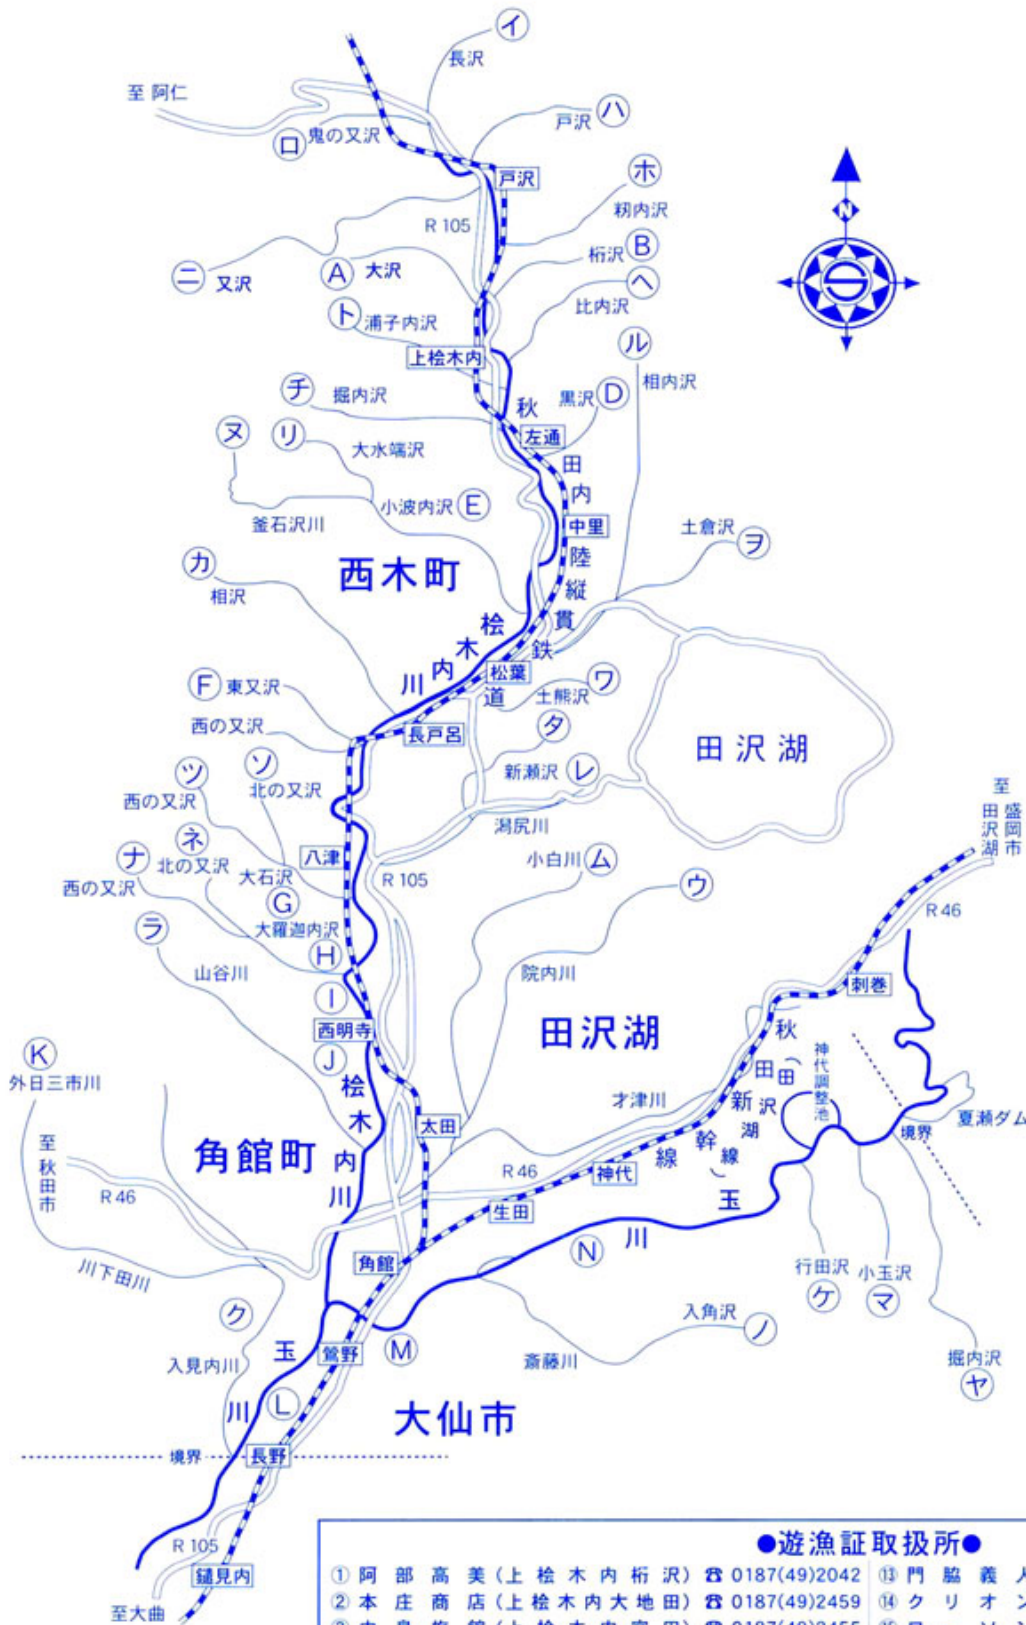 イ
長沢
至 阿仁
ロ
鬼の又沢
戸沢
ハ
戸沢
ホ
籾内沢
R 105
桁沢
B
ニ
又沢
A
大沢
比内沢
ヘ
ト
浦子内沢
上桧木内
ル
相内沢
チ
堀内沢
黒沢
D
左通
秋田内陸縦貫鉄道
ヌ
リ
大水端沢
小波内沢
E
釜石沢川
中里
土倉沢
ヲ
カ
相沢
西木町
桧木内川
松葉
ワ
土熊沢
F
東又沢
西の又沢
長戸呂
タ
新瀬沢
レ
潟尻川
田沢湖
ツ
西の又沢
ソ
北の又沢
至 盛岡市 田沢湖
ネ
北の又沢
ナ
西の又沢
大石沢
八津
R 105
小白川
ム
ウ
G
大羅迦内沢
ラ
山谷川
H
院内川
R 46
刺巻
I
西明寺
J
田沢湖
秋田新幹線
(田沢湖線)
神代調整池
K
外日三市川
桧木内川
太田
才津川
夏瀬ダム
境界
至 秋田市
角館町
R 46
R 46
神代
生田
玉川
N
角館
川下田川
行田沢
ケ
小玉沢
マ
ク
入見内川
玉川
鶯野
M
入角沢
ノ
斎藤川
堀内沢
ヤ
L
大仙市
境界
長野
R 105
鑓見内
至大曲
●遊漁証取扱所●
① 阿部高美(上桧木内桁沢)☎0187(49)2042
⑬ 門脇義人
② 本庄商店(上桧木内大地田)☎0187(49)2459
⑭ クリオン